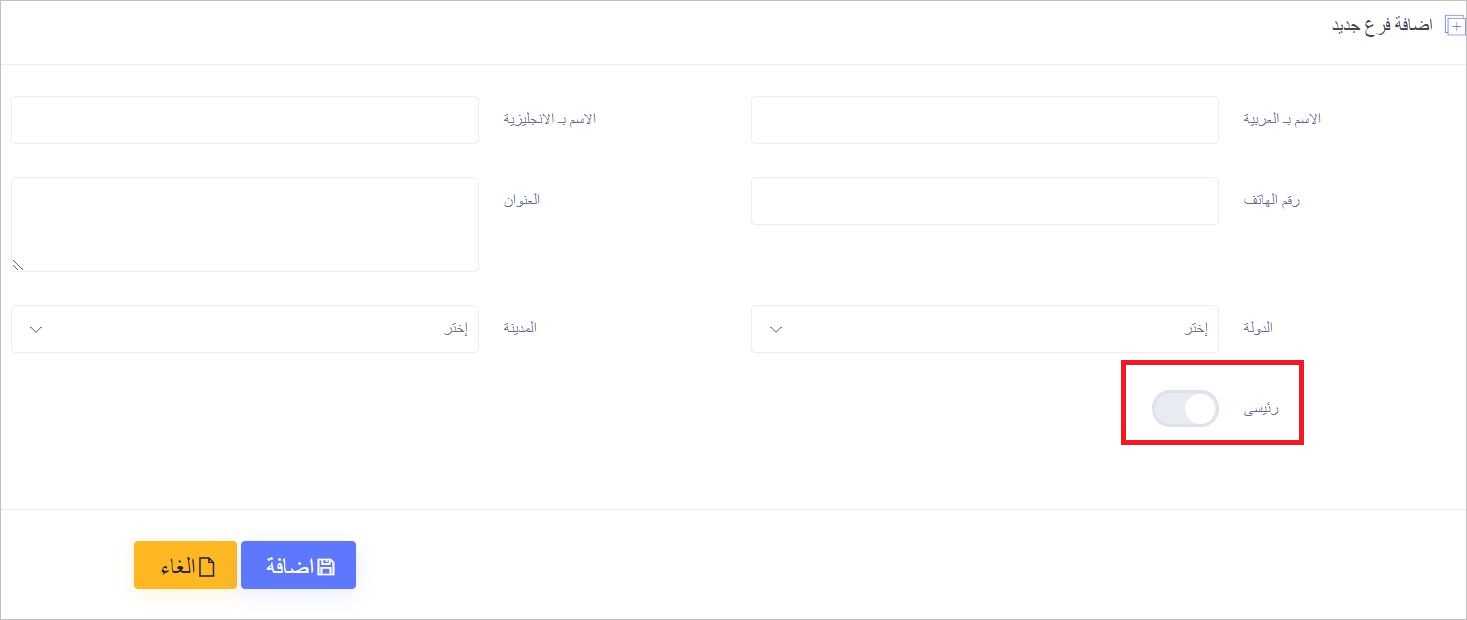 اضافة فرع جديد
الاسم بـ العربية
الاسم بـ الانجليزية
رقم الهاتف
العنوان
الدولة
إختر
المدينة
إختر
رئيسى
اضافة
الغاء